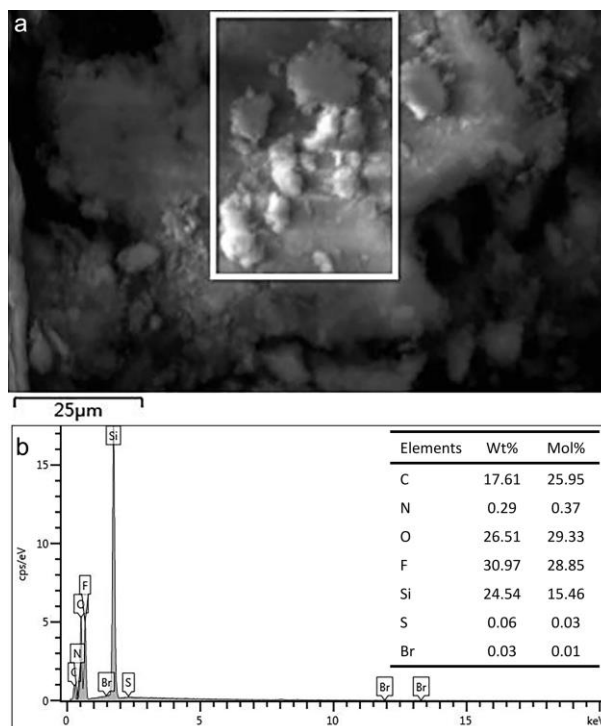 a
25μm
b
cps/eV
15
10
5
0
Si
F
O
N
C
Br
S
Br
Br
0
5
10
15
keV
Elements Wt% Mol%
C 17.61 25.95
N 0.29 0.37
O 26.51 29.33
F 30.97 28.85
Si 24.54 15.46
S 0.06 0.03
Br 0.03 0.01